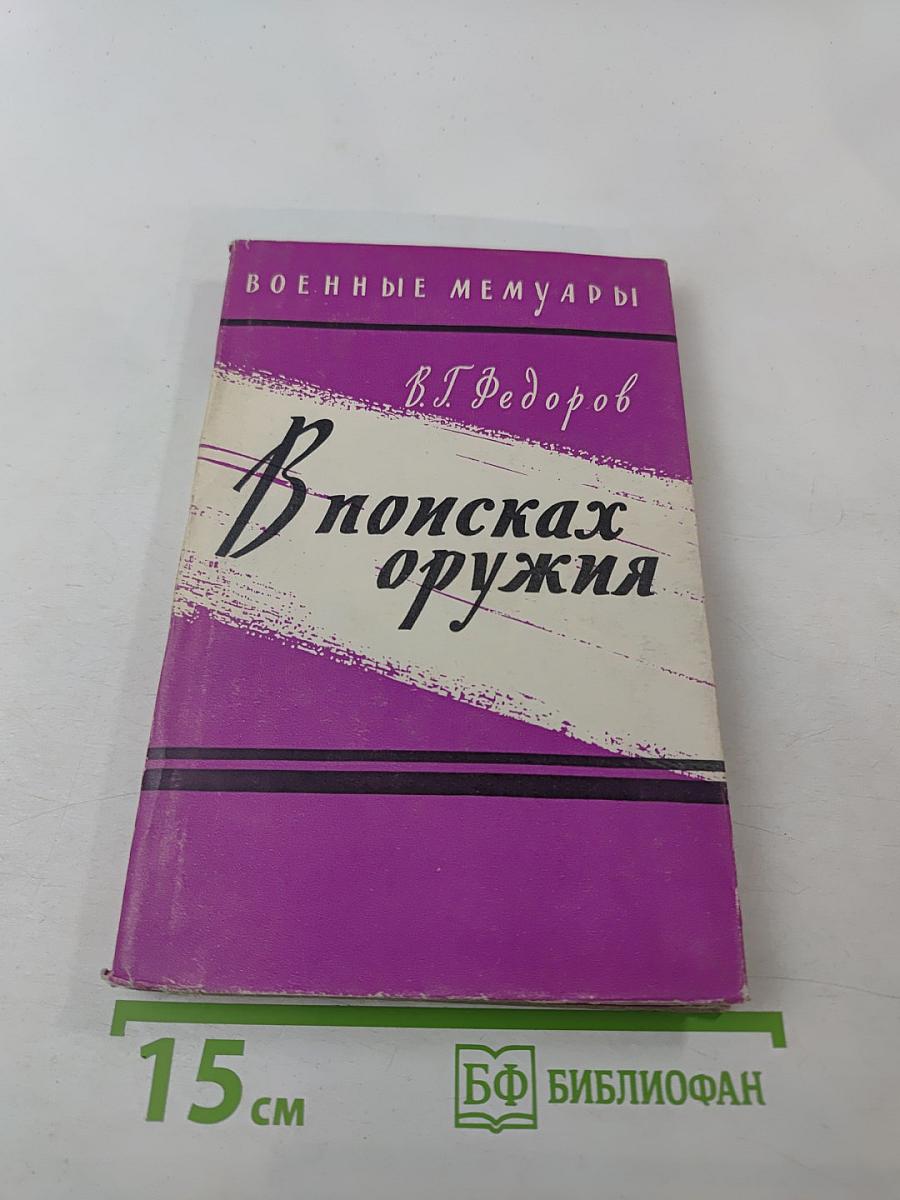 ВОЕННЫЕ МЕМУАРЫ
В.Г. Федоров
В поисках
оружия
15 см
БФ БИБЛИОФАН